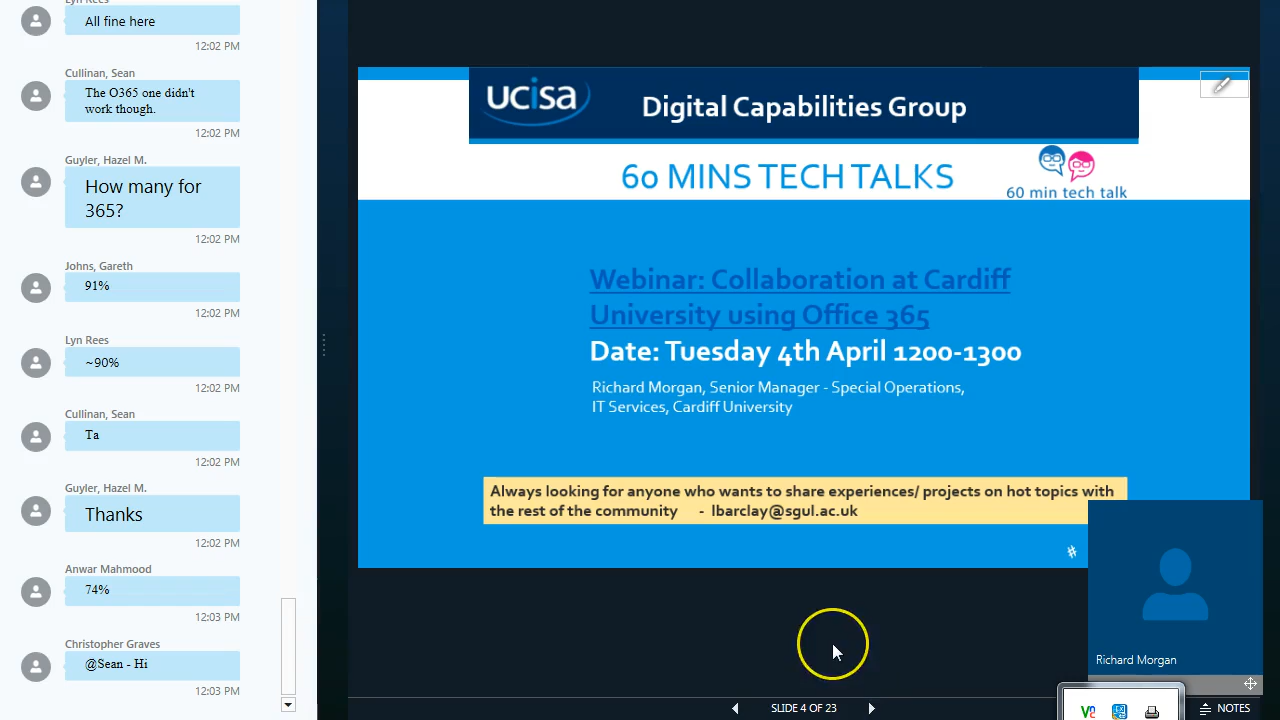 Lyn Rees
All fine here
12:02 PM
Cullinan, Sean
The O365 one didn't
work though.
12:02 PM
Guyler, Hazel M.
How many for
365?
12:02 PM
Johns, Gareth
91%
12:02 PM
Lyn Rees
~90%
12:02 PM
Cullinan, Sean
Ta
12:02 PM
Guyler, Hazel M.
Thanks
12:02 PM
Anwar Mahmood
74%
12:03 PM
Christopher Graves
@Sean - Hi
12:03 PM
ucisa
Digital Capabilities Group
60 MINS TECH TALKS
60 min tech talk
Webinar: Collaboration at Cardiff
University using Office 365
Date: Tuesday 4th April 1200-1300
Richard Morgan, Senior Manager - Special Operations,
IT Services, Cardiff University
Always looking for anyone who wants to share experiences/ projects on hot topics with
the rest of the community - lbarclay@sgul.ac.uk
#
Richard Morgan
SLIDE 4 OF 23
NOTES